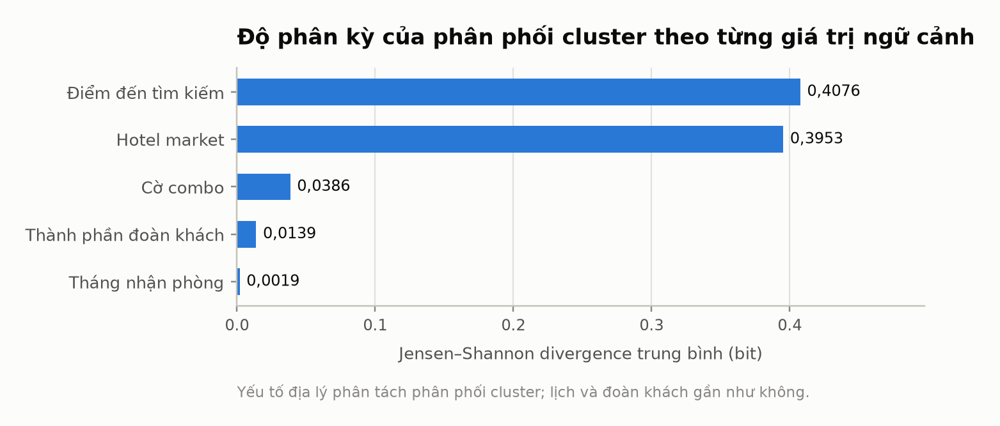 Độ phân kỳ của phân phối cluster theo từng giá trị ngữ cảnh
Điểm đến tìm kiếm 0,4076
Hotel market 0,3953
Cờ combo 0,0386
Thành phần đoàn khách 0,0139
Tháng nhận phòng 0,0019
0.0 0.1 0.2 0.3 0.4
Jensen–Shannon divergence trung bình (bit)
Yếu tố địa lý phân tách phân phối cluster; lịch và đoàn khách gần như không.